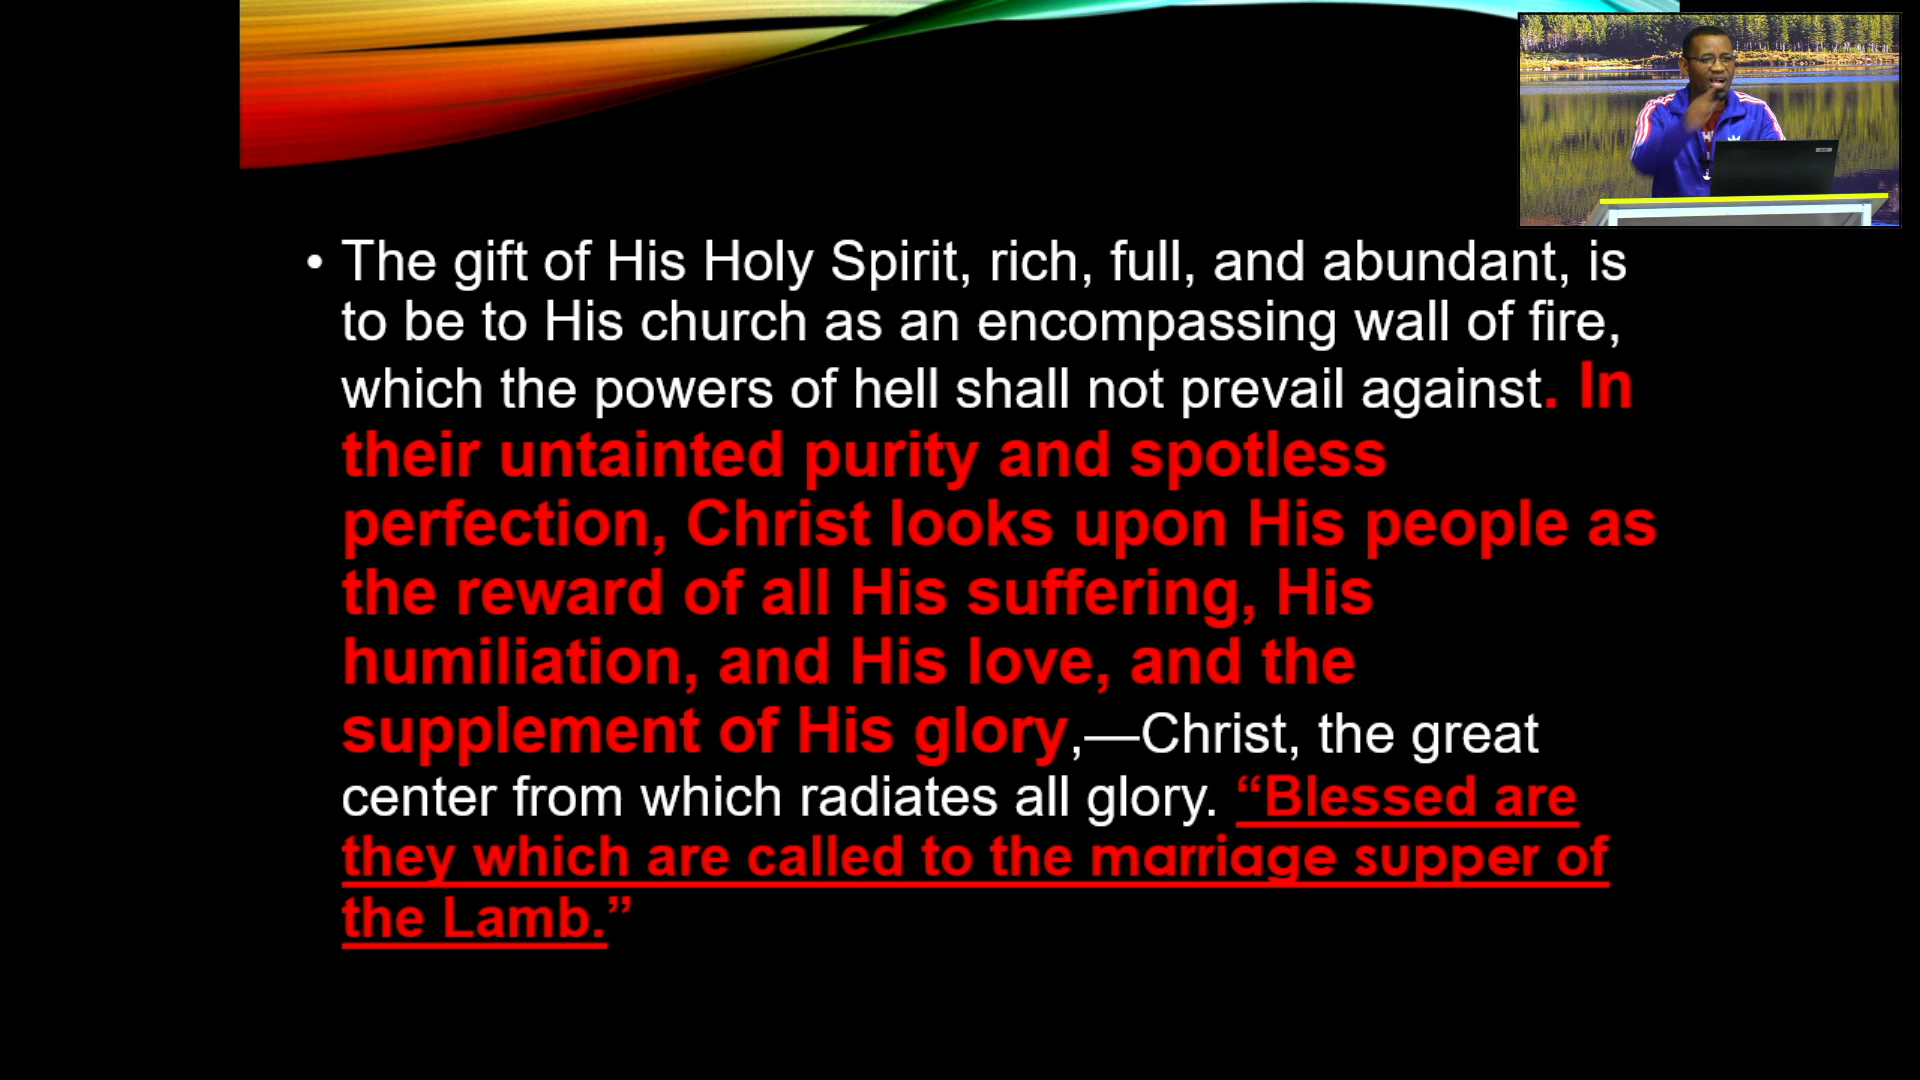 • The gift of His Holy Spirit, rich, full, and abundant, is
to be to His church as an encompassing wall of fire,
which the powers of hell shall not prevail against. In
their untainted purity and spotless
perfection, Christ looks upon His people as
the reward of all His suffering, His
humiliation, and His love, and the
supplement of His glory,—Christ, the great
center from which radiates all glory. “Blessed are
they which are called to the marriage supper of
the Lamb.”